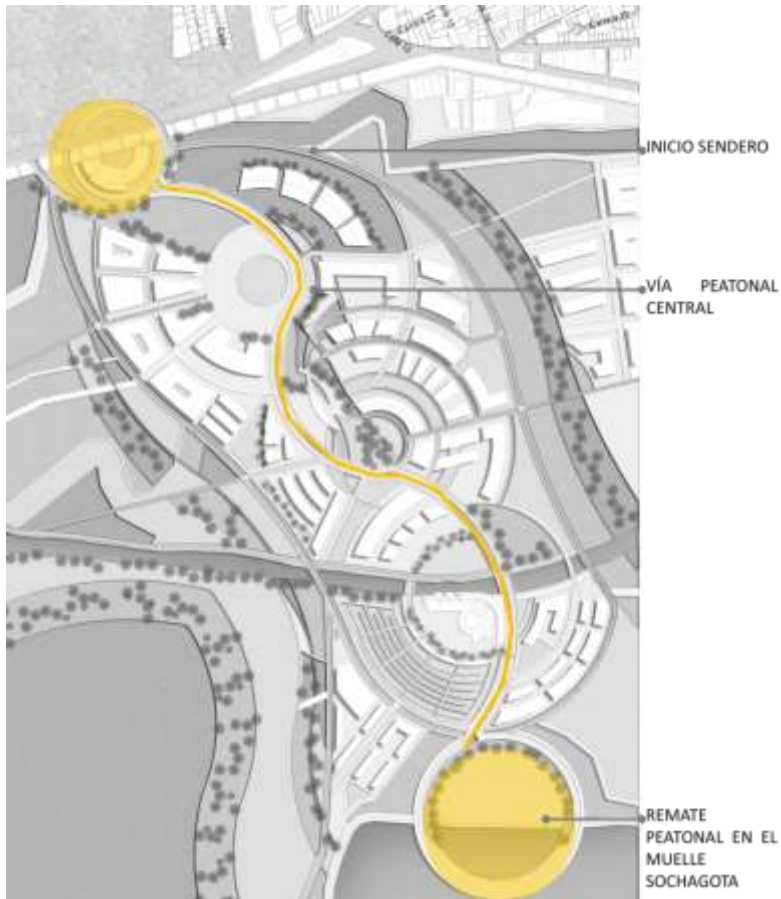 INICIO SENDERO
VÍA PEATONAL
CENTRAL
REMATE
PEATONAL EN EL
MUELLE
SOCHAGOTA